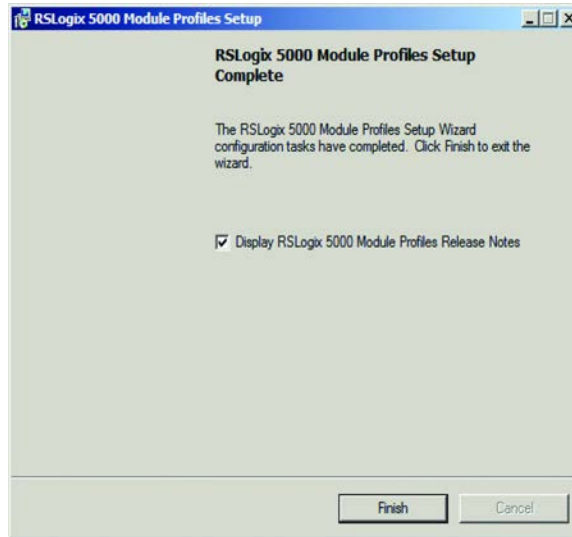 RSLogix 5000 Module Profiles Setup
RSLogix 5000 Module Profiles Setup
Complete
The RSLogix 5000 Module Profiles Setup Wizard
configuration tasks have completed. Click Finish to exit the
wizard.
Display RSLogix 5000 Module Profiles Release Notes
Finish
Cancel